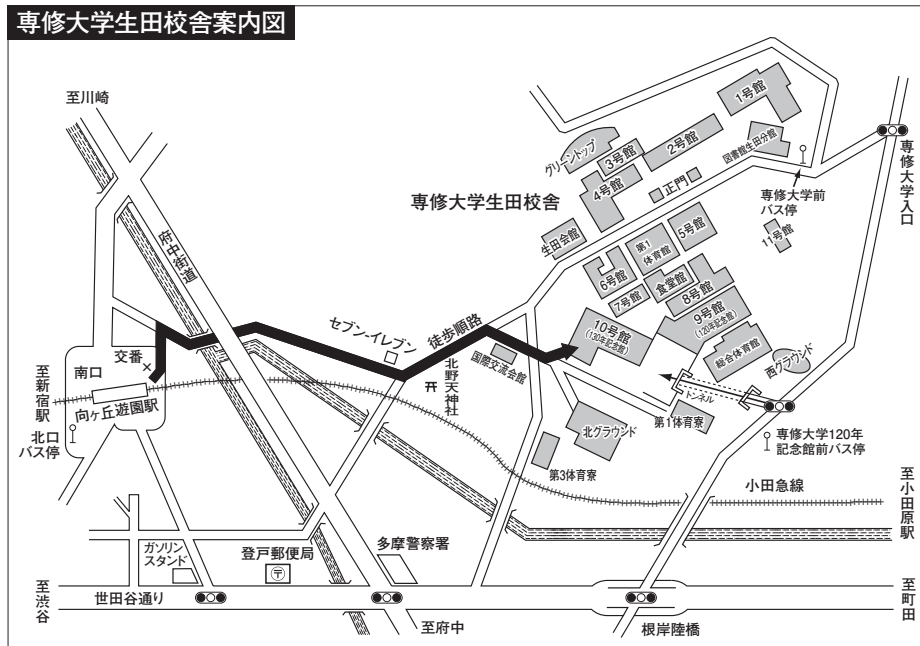 専修大学生田校舎案内図
至川崎
府中街道
専修大学生田校舎
グリーントップ
3号館
2号館
1号館
図書館生田分館
4号館
正門
専修大学前
バス停
専修大学入口
生田会館
6号館
第1
体育館
5号館
11号館
7号館
食堂館
8号館
9号館
(120年記念館)
10号館
(130年記念館)
総合体育館
西グラウンド
セブン-イレブン
徒歩順路
国際交流会館
北野天神社
交番
南口
至新宿駅
向ヶ丘遊園駅
北口
バス停
トンネル
第1体育寮
北グラウンド
第3体育寮
専修大学120年
記念館前バス停
小田急線
至小田原駅
ガソリン
スタンド
登戸郵便局
〒
多摩警察署
至渋谷
世田谷通り
至府中
根岸陸橋
至町田